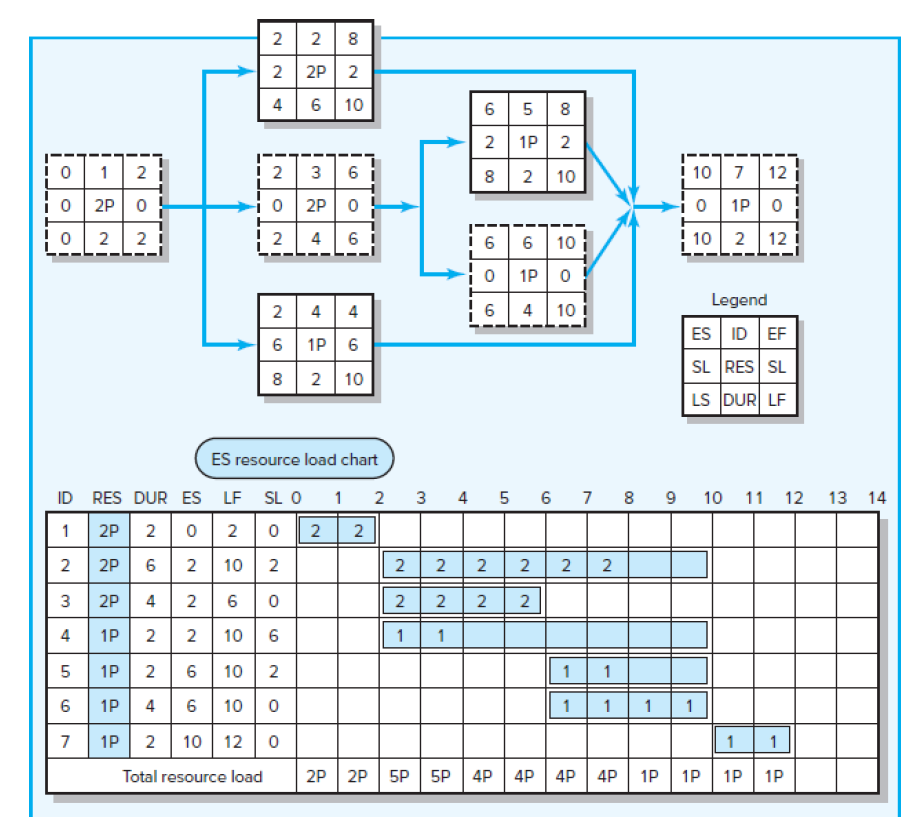 2 2 8
2 2P 2
4 6 10
6 5 8
2 1P 2
8 2 10
0 1 2
0 2P 0
0 2 2
2 3 6
0 2P 0
2 4 6
10 7 12
0 1P 0
10 2 12
6 6 10
0 1P 0
6 4 10
2 4 4
6 1P 6
8 2 10
Legend
ES ID EF
SL RES SL
LS DUR LF
ES resource load chart
ID RES DUR ES LF SL 0 1 2 3 4 5 6 7 8 9 10 11 12 13 14
1 2P 2 0 2 0 2 2
2 2P 6 2 10 2 2 2 2 2 2 2
3 2P 4 2 6 0 2 2 2 2
4 1P 2 2 10 6 1 1
5 1P 2 6 10 2 1 1
6 1P 4 6 10 0 1 1 1 1
7 1P 2 10 12 0 1 1
Total resource load 2P 2P 5P 5P 4P 4P 4P 4P 1P 1P 1P 1P